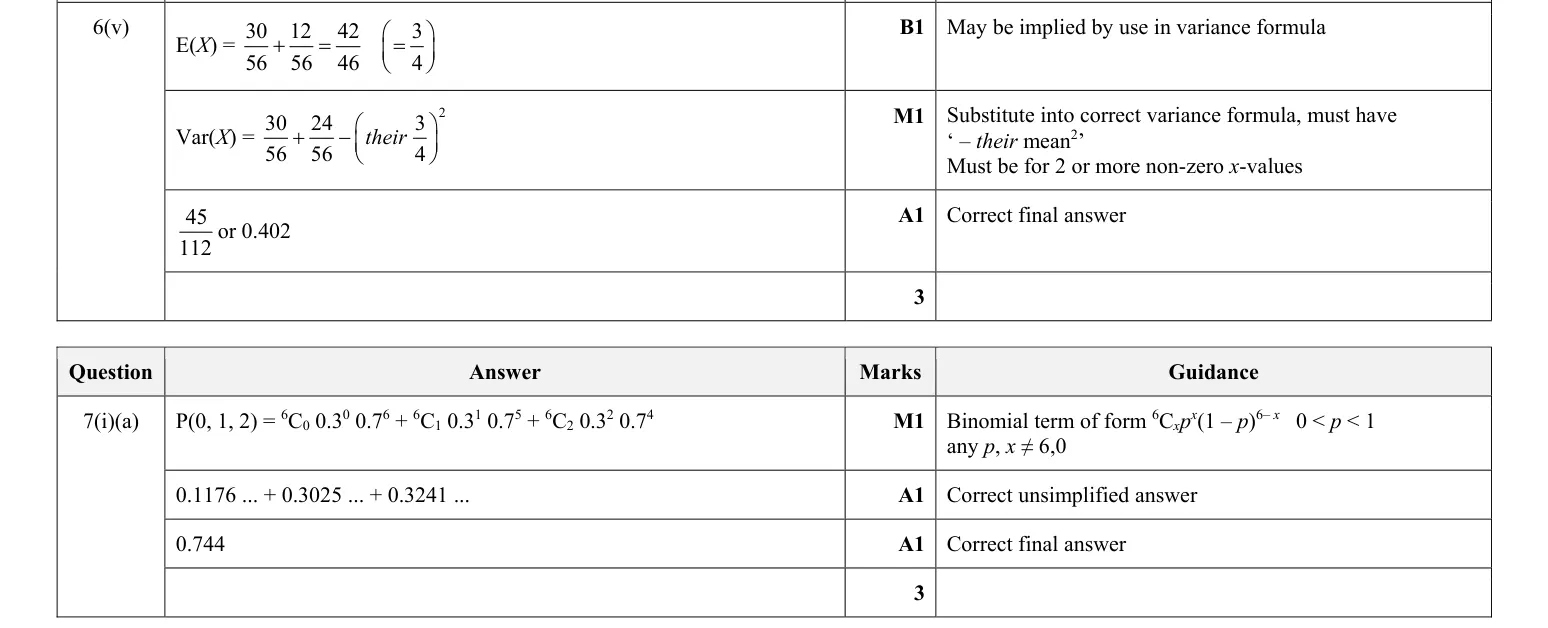 6(v)
E(X) = 30/56 + 12/56 = 42/46 (= 3/4)
B1
May be implied by use in variance formula
Var(X) = 30/56 + 24/56 − (their 3/4)²
M1
Substitute into correct variance formula, must have
‘ – their mean²’
Must be for 2 or more non-zero x-values
45/112 or 0.402
A1
Correct final answer
3
Question Answer Marks Guidance
7(i)(a)
P(0, 1, 2) = ⁶C₀ 0.3⁰ 0.7⁶ + ⁶C₁ 0.3¹ 0.7⁵ + ⁶C₂ 0.3² 0.7⁴
M1
Binomial term of form ⁶Cₓpˣ(1 – p)⁶⁻ˣ 0 < p < 1
any p, x ≠ 6,0
0.1176 ... + 0.3025 ... + 0.3241 ...
A1
Correct unsimplified answer
0.744
A1
Correct final answer
3